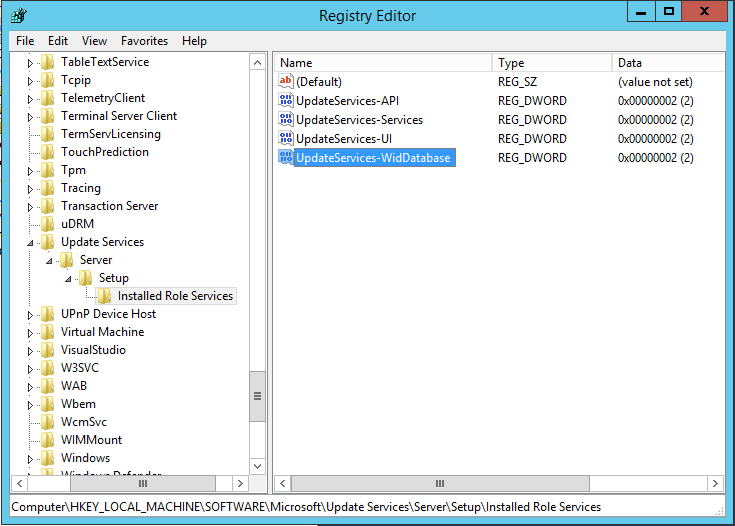 Registry Editor
File Edit View Favorites Help
TableTextService
Tcpip
TelemetryClient
Terminal Server Client
TermServLicensing
TouchPrediction
Tpm
Tracing
Transaction Server
uDRM
Update Services
Server
Setup
Installed Role Services
UPnP Device Host
Virtual Machine
VisualStudio
W3SVC
WAB
Wbem
WcmSvc
WIMMount
Windows
Windows Defender
Name Type Data
(Default) REG_SZ (value not set)
UpdateServices-API REG_DWORD 0x00000002 (2)
UpdateServices-Services REG_DWORD 0x00000002 (2)
UpdateServices-UI REG_DWORD 0x00000002 (2)
UpdateServices-WidDatabase REG_DWORD 0x00000002 (2)
Computer\HKEY_LOCAL_MACHINE\SOFTWARE\Microsoft\Update Services\Server\Setup\Installed Role Services